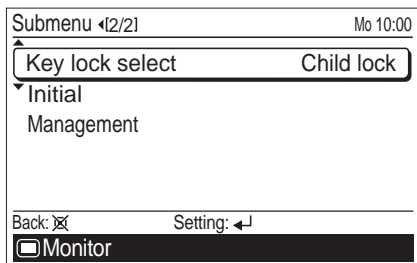 Submenu ◂[2/2] Mo 10:00
Key lock select Child lock
Initial
Management
Back: Setting:
Monitor